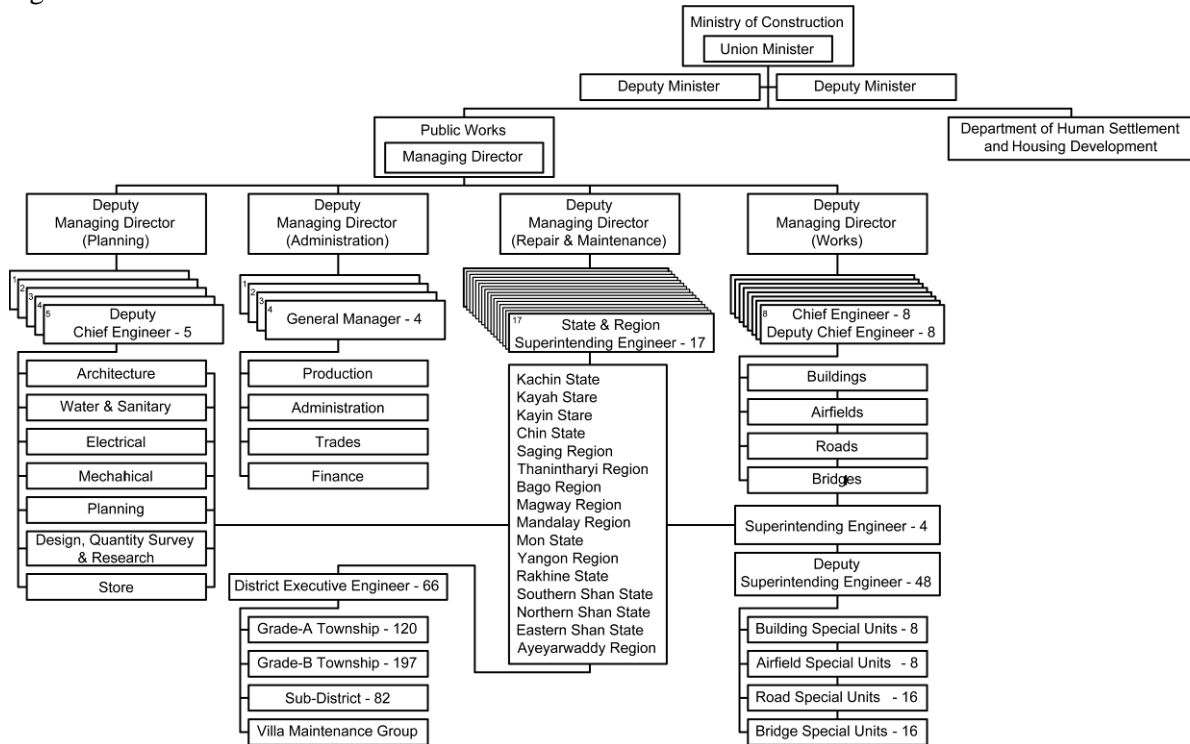 Ministry of Construction
Union Minister
Deputy Minister
Deputy Minister
Public Works
Managing Director
Department of Human Settlement
and Housing Development
Deputy
Managing Director
(Planning)
Deputy
Managing Director
(Administration)
Deputy
Managing Director
(Repair & Maintenance)
Deputy
Managing Director
(Works)
1
2
3
4
5
Deputy
Chief Engineer - 5
Architecture
Water & Sanitary
Electrical
Mechanical
Planning
Design, Quantity Survey
& Research
Store
1
2
3
4
General Manager - 4
Production
Administration
Trades
Finance
17
State & Region
Superintending Engineer - 17
Kachin State
Kayah Stare
Kayin Stare
Chin State
Saging Region
Thanintharyi Region
Bago Region
Magway Region
Mandalay Region
Mon State
Yangon Region
Rakhine State
Southern Shan State
Northern Shan State
Eastern Shan State
Ayeyarwaddy Region
District Executive Engineer - 66
Grade-A Township - 120
Grade-B Township - 197
Sub-District - 82
Villa Maintenance Group
8
Chief Engineer - 8
Deputy Chief Engineer - 8
Buildings
Airfields
Roads
Bridges
Superintending Engineer - 4
Deputy
Superintending Engineer - 48
Building Special Units - 8
Airfield Special Units - 8
Road Special Units - 16
Bridge Special Units - 16